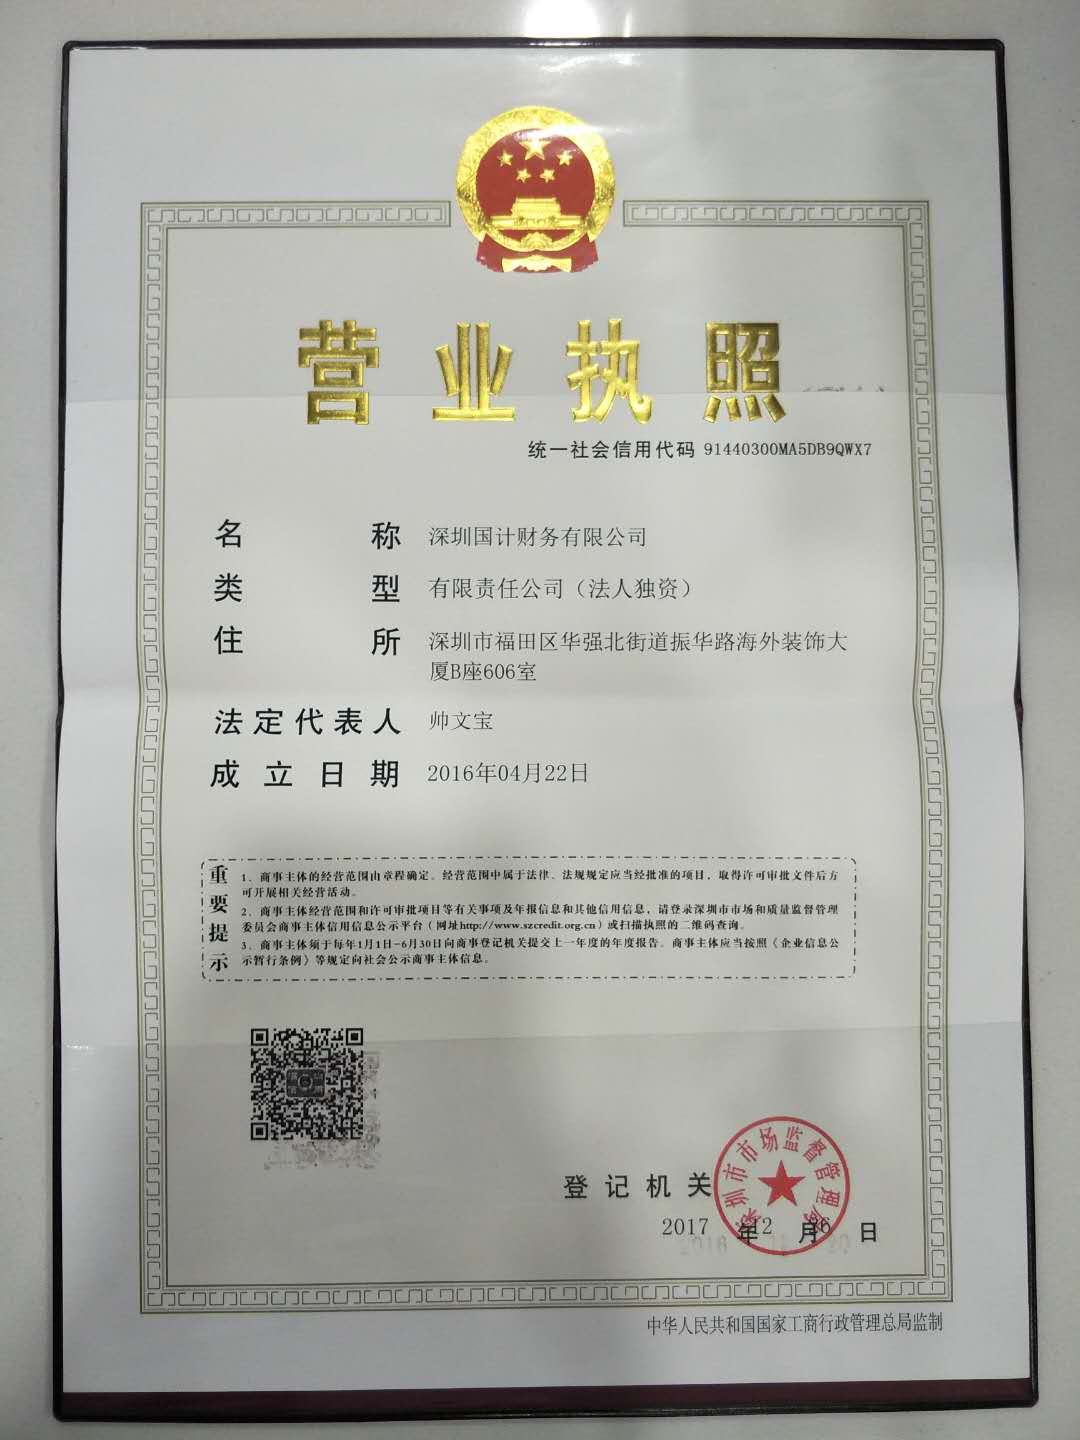 营业执照
统一社会信用代码 91440300MA5DB9QWX7
名称 深圳国计财务有限公司
类型 有限责任公司（法人独资）
住所 深圳市福田区华强北街道振华路海外装饰大
厦B座606室
法定代表人 帅文宝
成立日期 2016年04月22日
重要提示
1、商事主体的经营范围由章程确定。经营范围中属于法律、法规规定应当经批准的项目，取得许可审批文件后方
可开展相关经营活动。
2、商事主体经营范围和许可审批项目等有关事项及年报信息和其他信用信息，请登录深圳市市场和质量监督管理
委员会商事主体信用信息公示平台（网址http://www.szcredit.org.cn）或扫描执照的二维码查询。
3、商事主体须于每年1月1日-6月30日向商事登记机关提交上一年度的年度报告。商事主体应当按照《企业信息公
示暂行条例》等规定向社会公示商事主体信息。
登记机关
深圳市市场监督管理局
2017 年 12 月 26 日
中华人民共和国国家工商行政管理总局监制